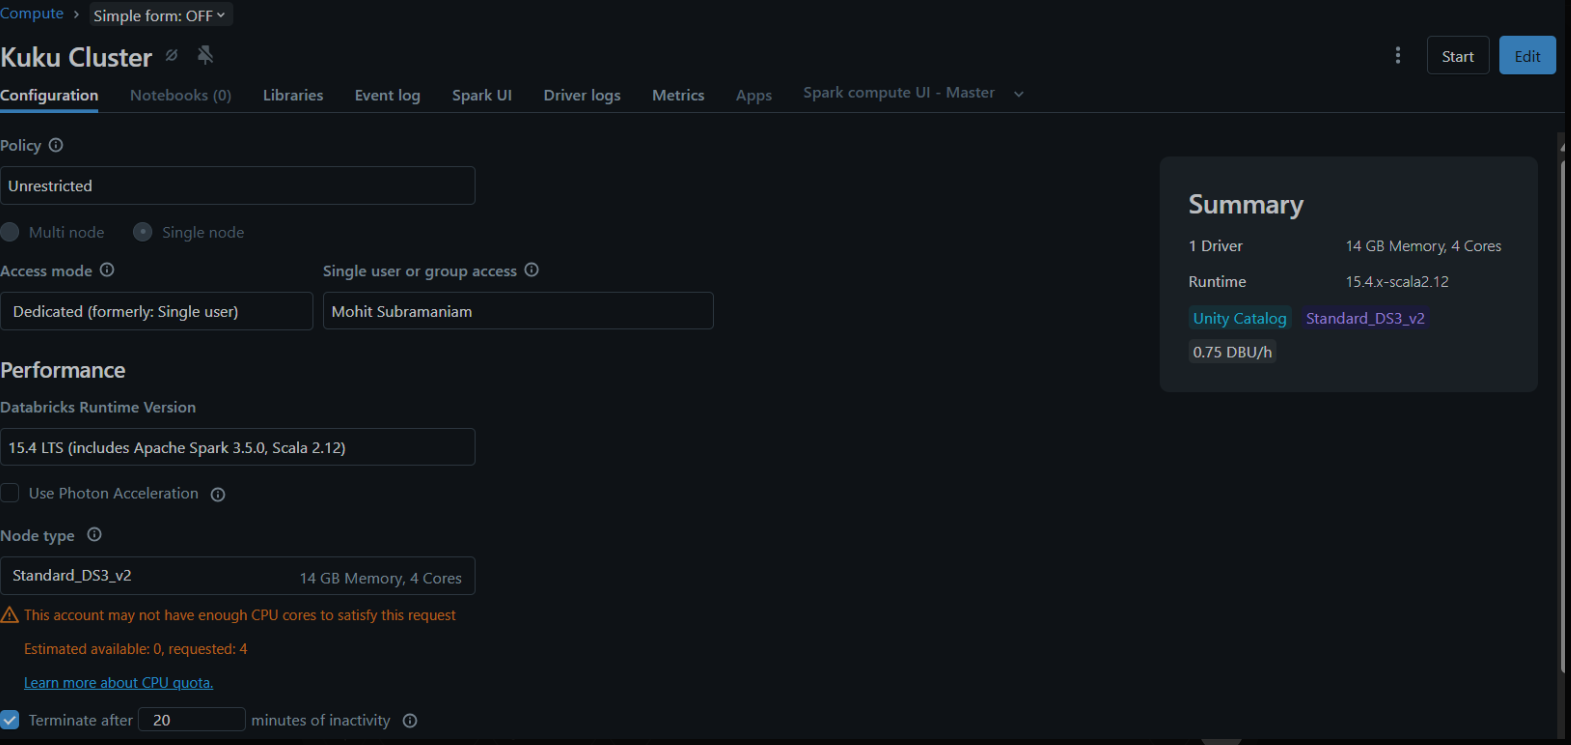 Compute › Simple form: OFF
Kuku Cluster
Start Edit
Configuration Notebooks (0) Libraries Event log Spark UI Driver logs Metrics Apps Spark compute UI - Master
Policy
Unrestricted
Multi node Single node
Access mode Single user or group access
Dedicated (formerly: Single user) Mohit Subramaniam
Performance
Databricks Runtime Version
15.4 LTS (includes Apache Spark 3.5.0, Scala 2.12)
Use Photon Acceleration
Node type
Standard_DS3_v2 14 GB Memory, 4 Cores
This account may not have enough CPU cores to satisfy this request
Estimated available: 0, requested: 4
Learn more about CPU quota.
Terminate after 20 minutes of inactivity
Summary
1 Driver 14 GB Memory, 4 Cores
Runtime 15.4.x-scala2.12
Unity Catalog Standard_DS3_v2
0.75 DBU/h